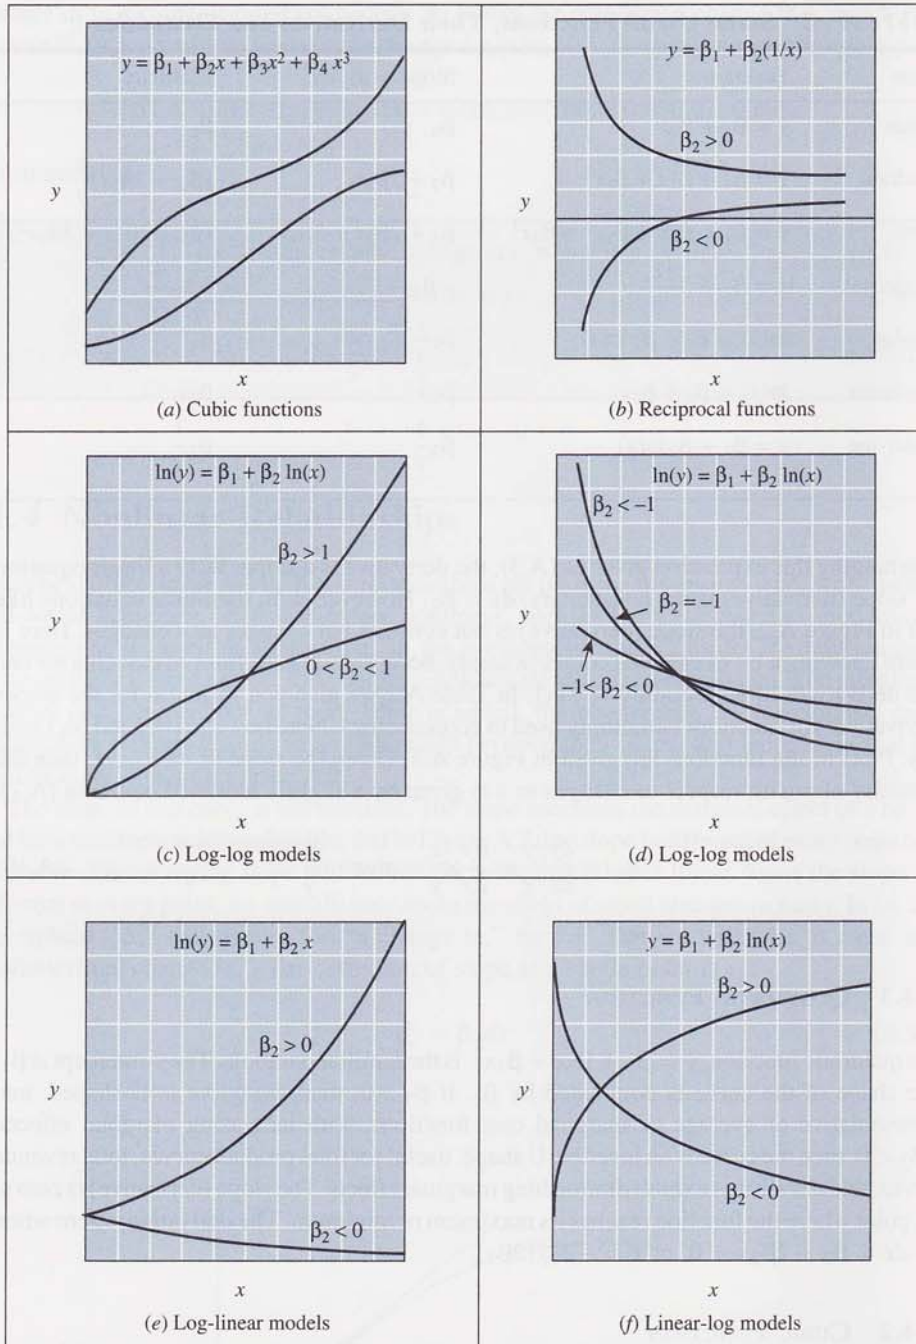 y = β₁ + β₂x + β₃x² + β₄x³
y
x
(a) Cubic functions
y = β₁ + β₂(1/x)
β₂ > 0
y
β₂ < 0
x
(b) Reciprocal functions
ln(y) = β₁ + β₂ ln(x)
β₂ > 1
y
0 < β₂ < 1
x
(c) Log-log models
ln(y) = β₁ + β₂ ln(x)
β₂ < −1
β₂ = −1
y
−1 < β₂ < 0
x
(d) Log-log models
ln(y) = β₁ + β₂ x
β₂ > 0
y
β₂ < 0
x
(e) Log-linear models
y = β₁ + β₂ ln(x)
β₂ > 0
y
β₂ < 0
x
(f) Linear-log models